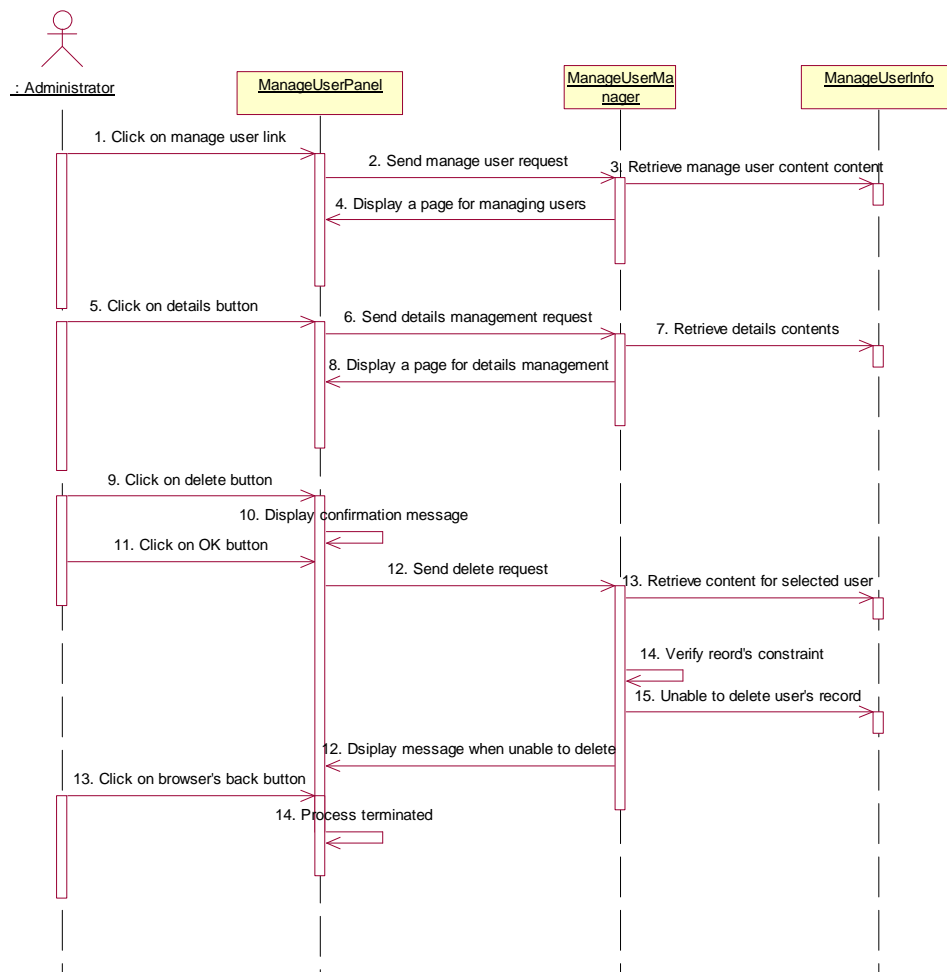 : Administrator
ManageUserPanel
ManageUserMa
nager
ManageUserInfo
1. Click on manage user link
2. Send manage user request
3. Retrieve manage user content content
4. Display a page for managing users
5. Click on details button
6. Send details management request
7. Retrieve details contents
8. Display a page for details management
9. Click on delete button
10. Display confirmation message
11. Click on OK button
12. Send delete request
13. Retrieve content for selected user
14. Verify reord's constraint
15. Unable to delete user's record
12. Dsiplay message when unable to delete
13. Click on browser's back button
14. Process terminated